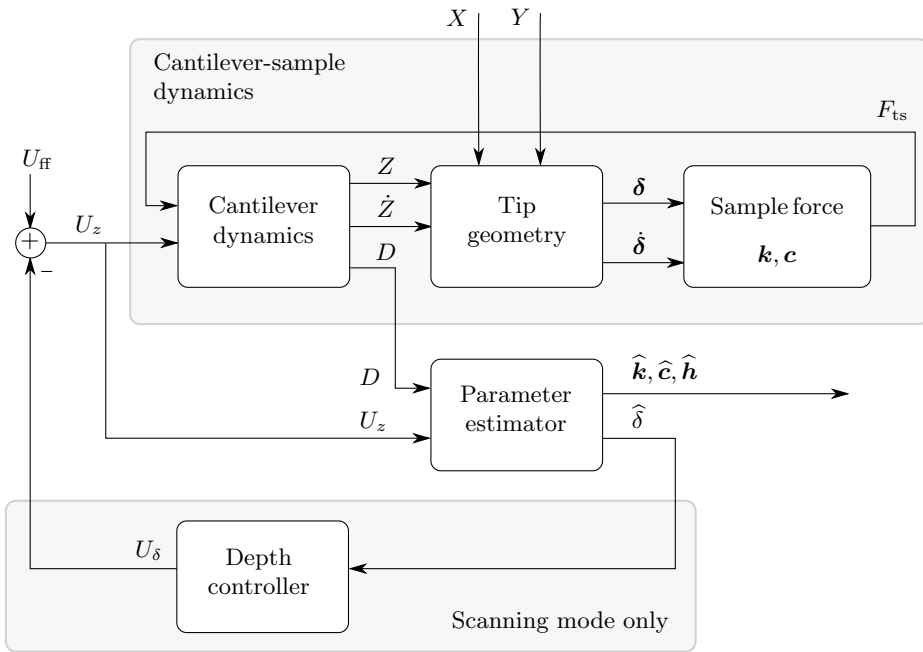 X
Y
Cantilever-sample
dynamics
F_ts
U_ff
Z
Ż
D
Cantilever
dynamics
Tip
geometry
δ
δ̇
Sample force
k, c
U_z
+
−
D
U_z
Parameter
estimator
k̂, ĉ, ĥ
δ̂
U_δ
Depth
controller
Scanning mode only